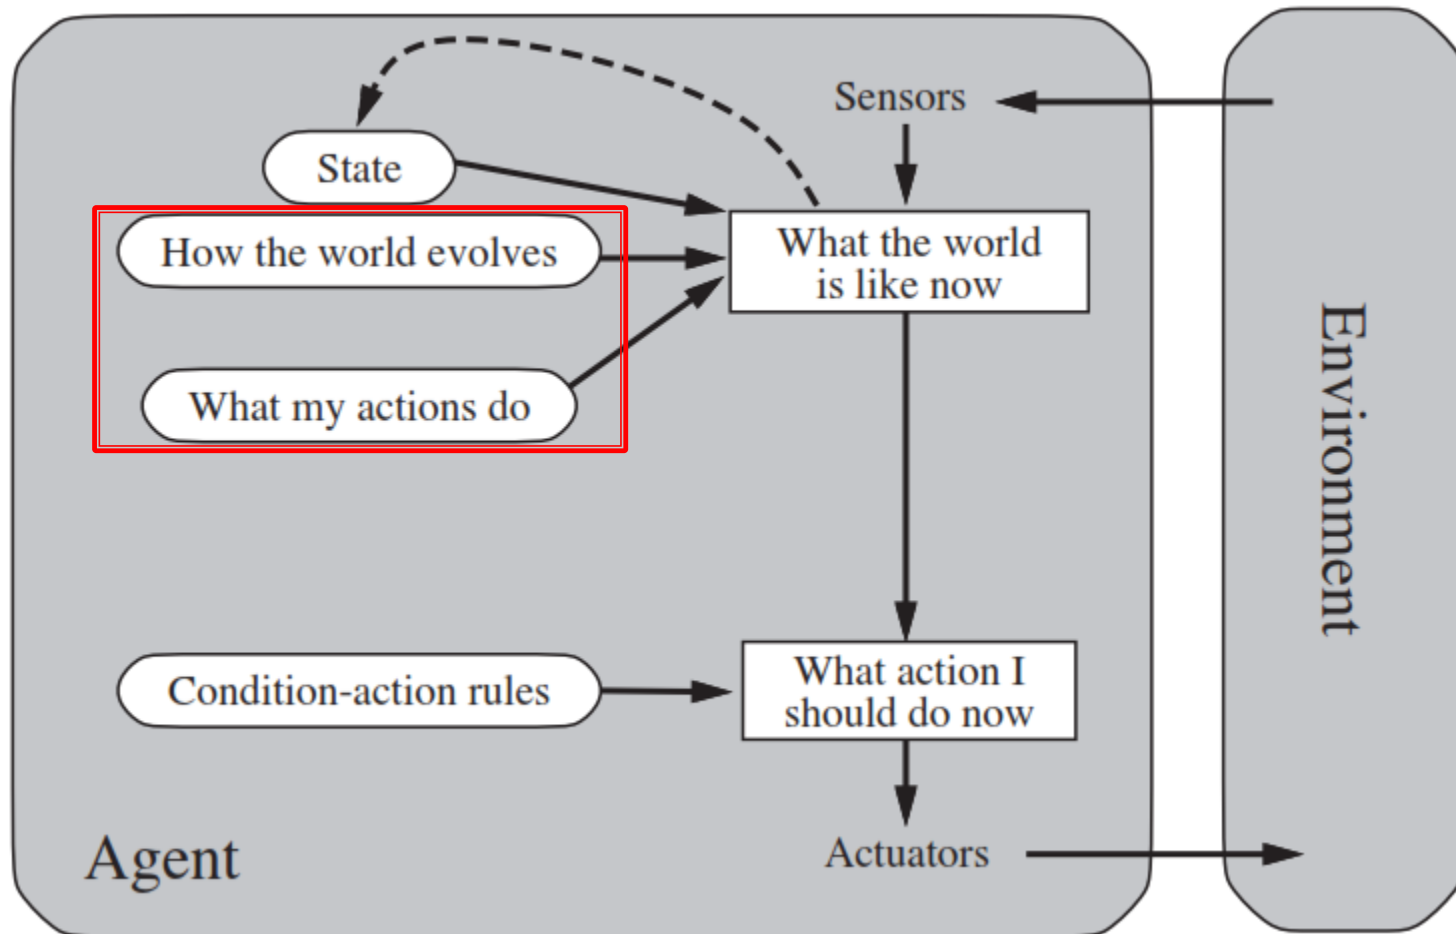 Sensors
State
How the world evolves
What the world
is like now
What my actions do
Environment
Condition-action rules
What action I
should do now
Agent
Actuators